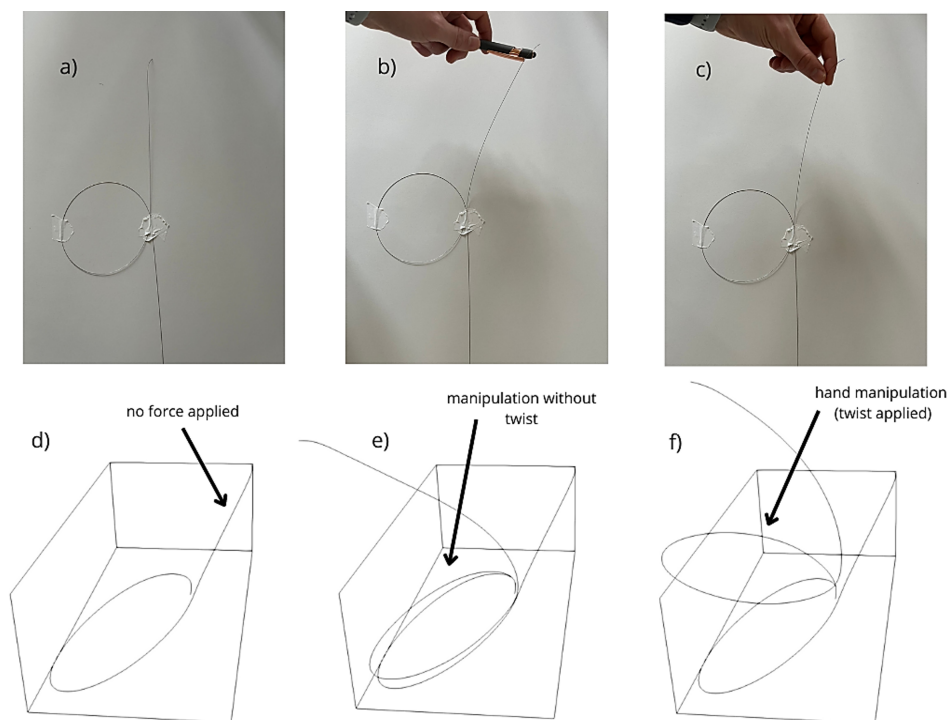 a)
b)
c)
no force applied
manipulation without
twist
hand manipulation
(twist applied)
d)
e)
f)